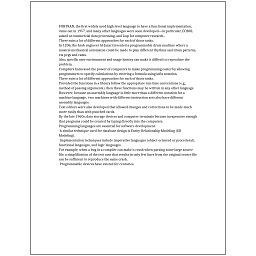 FORTRAN, the first widely used high-level language to have a functional implementation,
came out in 1957, and many other languages were soon developed—in particular, COBOL
aimed at commercial data processing, and Lisp for computer research.
There exist a lot of different approaches for each of those tasks.
In 1206, the Arab engineer Al-Jazari invented a programmable drum machine where a
musical mechanical automaton could be made to play different rhythms and drum patterns,
via pegs and cams.
Also, specific user environment and usage history can make it difficult to reproduce the
problem.
Compilers harnessed the power of computers to make programming easier by allowing
programmers to specify calculations by entering a formula using infix notation.
There exist a lot of different approaches for each of those tasks.
Provided the functions in a library follow the appropriate run-time conventions (e.g.,
method of passing arguments), then these functions may be written in any other language.
However, because an assembly language is little more than a different notation for a
machine language, two machines with different instruction sets also have different
assembly languages.
Text editors were also developed that allowed changes and corrections to be made much
more easily than with punched cards.
By the late 1960s, data storage devices and computer terminals became inexpensive enough
that programs could be created by typing directly into the computers.
Programming languages are essential for software development.
A similar technique used for database design is Entity-Relationship Modeling (ER
Modeling).
Implementation techniques include imperative languages (object-oriented or procedural),
functional languages, and logic languages.
For example, when a bug in a compiler can make it crash when parsing some large source
file, a simplification of the test case that results in only few lines from the original source file
can be sufficient to reproduce the same crash.
Programmable devices have existed for centuries.